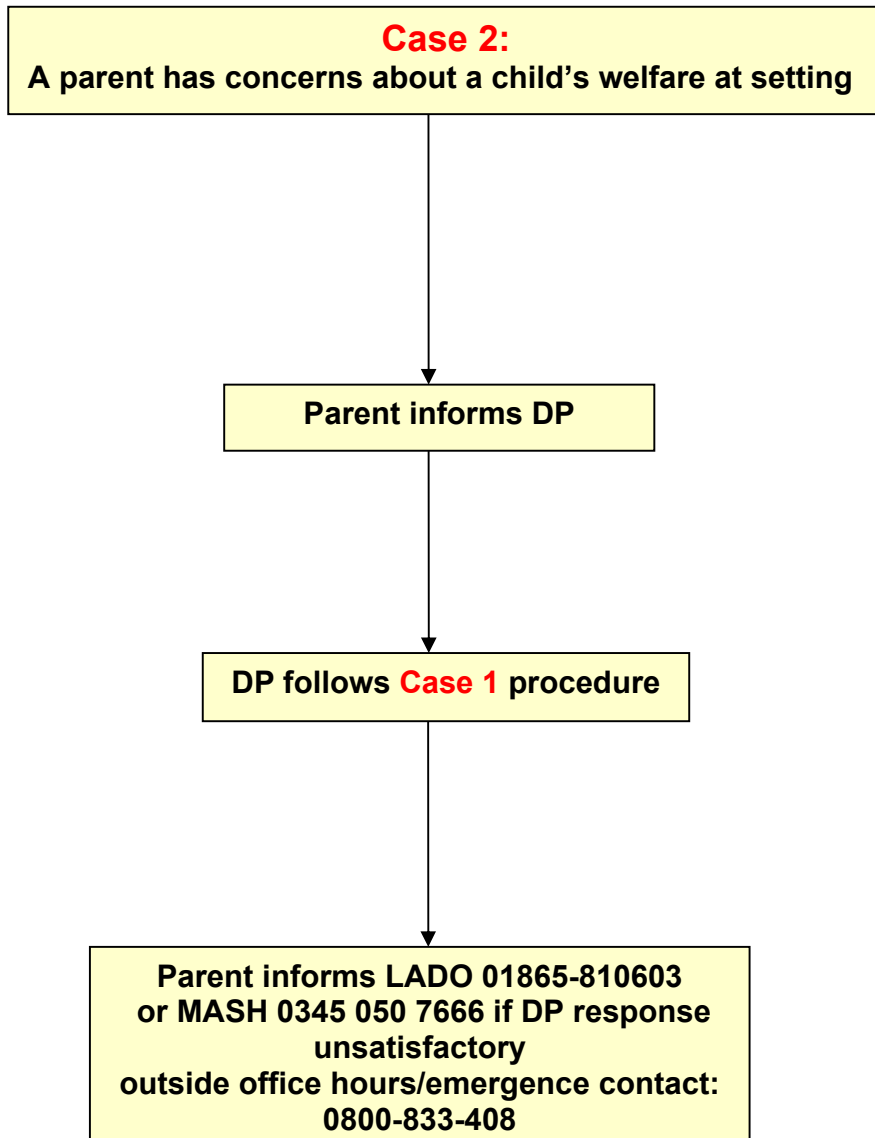 Case 2:
A parent has concerns about a child’s welfare at setting
Parent informs DP
DP follows Case 1 procedure
Parent informs LADO 01865-810603
or MASH 0345 050 7666 if DP response
unsatisfactory
outside office hours/emergence contact:
0800-833-408